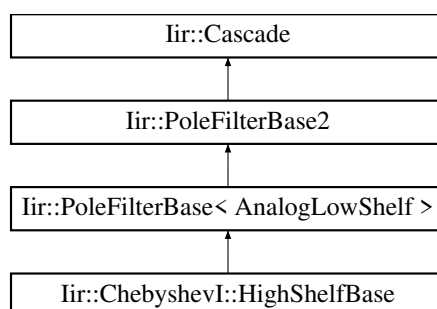 Iir::Cascade
Iir::PoleFilterBase2
Iir::PoleFilterBase< AnalogLowShelf >
Iir::ChebyshevI::HighShelfBase